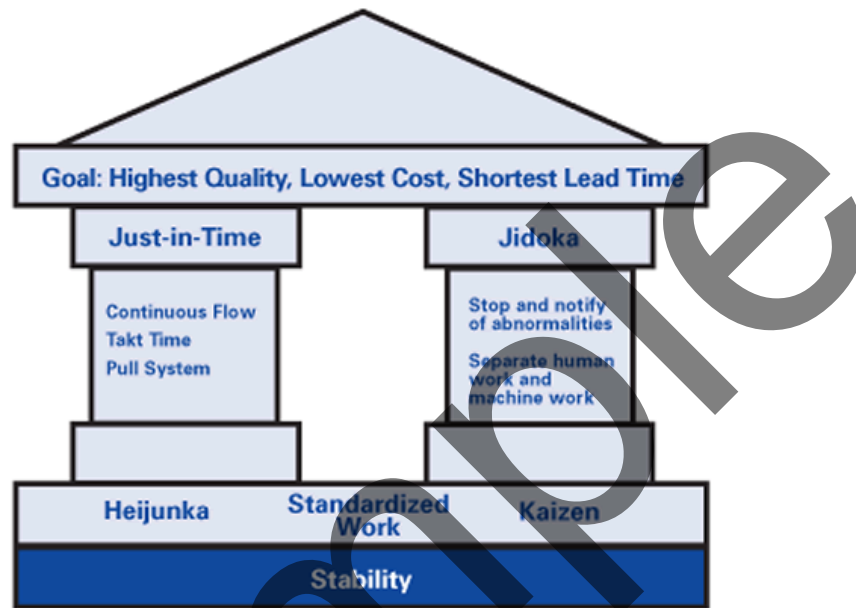 Goal: Highest Quality, Lowest Cost, Shortest Lead Time
Just-in-Time
Jidoka
Continuous Flow
Takt Time
Pull System
Stop and notify
of abnormalities
Separate human
work and
machine work
Heijunka
Standardized
Work
Kaizen
Stability
mple